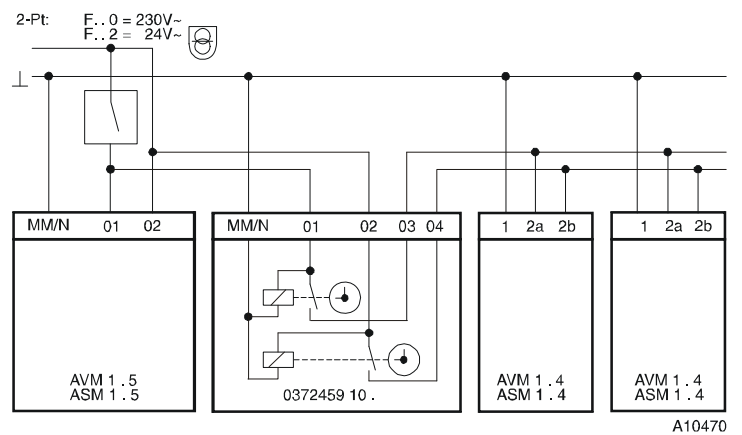 2-Pt: F. . 0 = 230V~
F. . 2 = 24V~
MM/N 01 02
MM/N 01 02 03 04
1 2a 2b
1 2a 2b
AVM 1 . 5
ASM 1 . 5
0372459 10 .
AVM 1 . 4
ASM 1 . 4
AVM 1 . 4
ASM 1 . 4
A10470